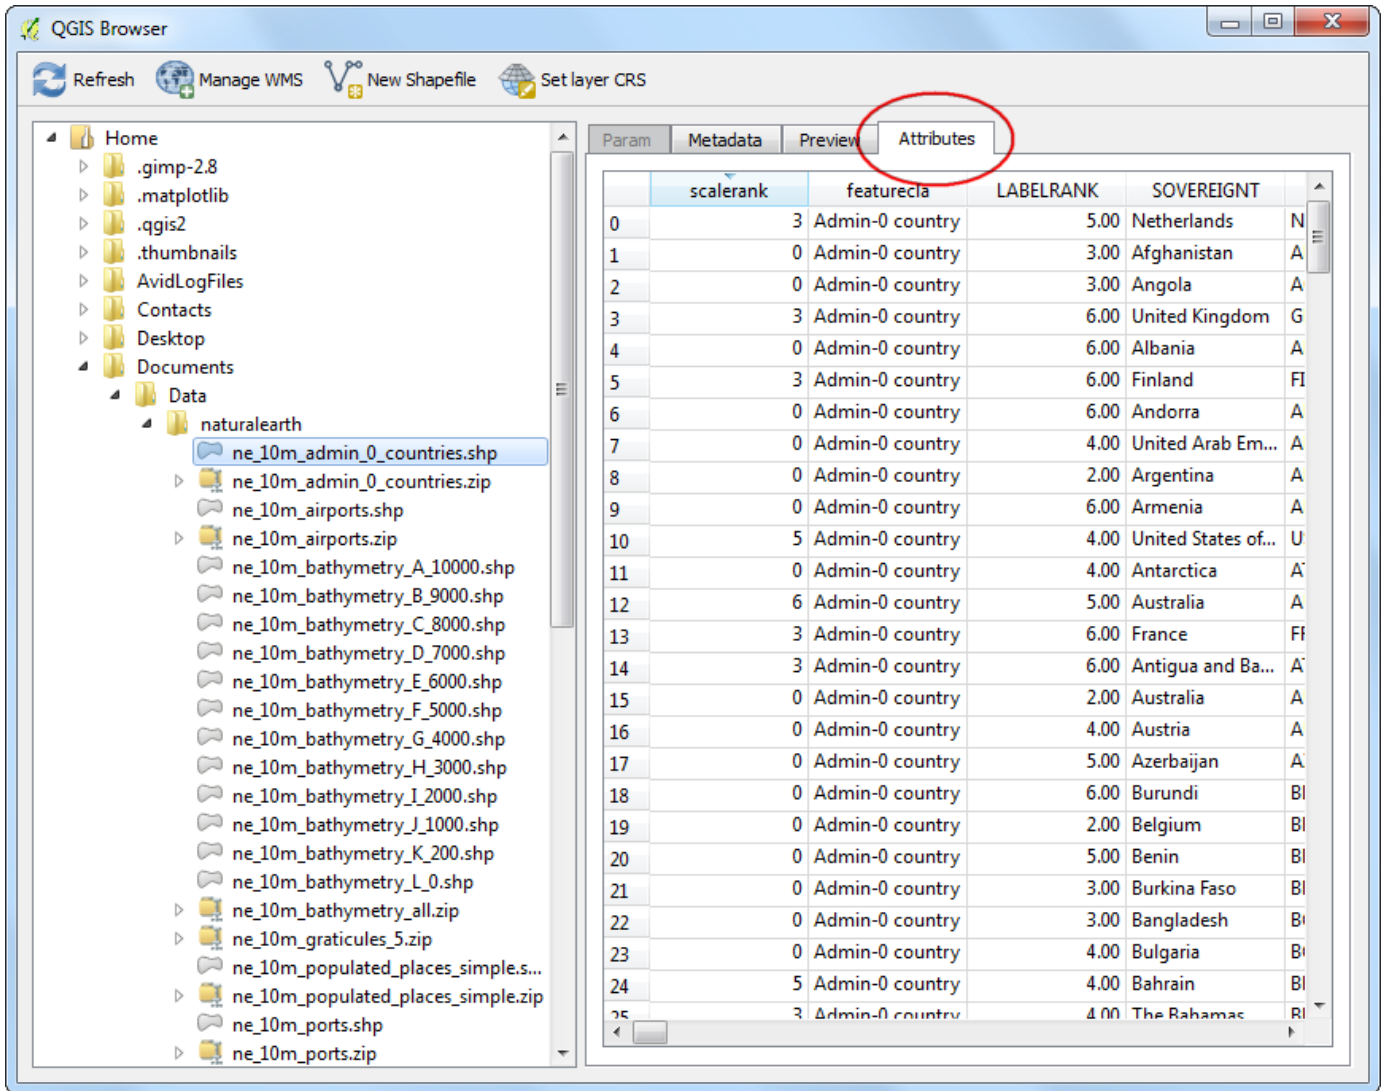 QGIS Browser
Refresh Manage WMS New Shapefile Set layer CRS
Home
.gimp-2.8
.matplotlib
.qgis2
.thumbnails
AvidLogFiles
Contacts
Desktop
Documents
Data
naturalearth
ne_10m_admin_0_countries.shp
ne_10m_admin_0_countries.zip
ne_10m_airports.shp
ne_10m_airports.zip
ne_10m_bathymetry_A_10000.shp
ne_10m_bathymetry_B_9000.shp
ne_10m_bathymetry_C_8000.shp
ne_10m_bathymetry_D_7000.shp
ne_10m_bathymetry_E_6000.shp
ne_10m_bathymetry_F_5000.shp
ne_10m_bathymetry_G_4000.shp
ne_10m_bathymetry_H_3000.shp
ne_10m_bathymetry_I_2000.shp
ne_10m_bathymetry_J_1000.shp
ne_10m_bathymetry_K_200.shp
ne_10m_bathymetry_L_0.shp
ne_10m_bathymetry_all.zip
ne_10m_graticules_5.zip
ne_10m_populated_places_simple.s...
ne_10m_populated_places_simple.zip
ne_10m_ports.shp
ne_10m_ports.zip
Param Metadata Preview Attributes
scalerank featurecla LABELRANK SOVEREIGNT
0 3 Admin-0 country 5.00 Netherlands N
1 0 Admin-0 country 3.00 Afghanistan A
2 0 Admin-0 country 3.00 Angola A
3 3 Admin-0 country 6.00 United Kingdom G
4 0 Admin-0 country 6.00 Albania A
5 3 Admin-0 country 6.00 Finland FI
6 0 Admin-0 country 6.00 Andorra A
7 0 Admin-0 country 4.00 United Arab Em... A
8 0 Admin-0 country 2.00 Argentina A
9 0 Admin-0 country 6.00 Armenia A
10 5 Admin-0 country 4.00 United States of... U
11 0 Admin-0 country 4.00 Antarctica A
12 6 Admin-0 country 5.00 Australia A
13 3 Admin-0 country 6.00 France F
14 3 Admin-0 country 6.00 Antigua and Ba... A
15 0 Admin-0 country 2.00 Australia A
16 0 Admin-0 country 4.00 Austria A
17 0 Admin-0 country 5.00 Azerbaijan A
18 0 Admin-0 country 6.00 Burundi B
19 0 Admin-0 country 2.00 Belgium B
20 0 Admin-0 country 5.00 Benin B
21 0 Admin-0 country 3.00 Burkina Faso B
22 0 Admin-0 country 3.00 Bangladesh B
23 0 Admin-0 country 4.00 Bulgaria B
24 5 Admin-0 country 4.00 Bahrain B
25 3 Admin-0 country 4.00 The Bahamas B